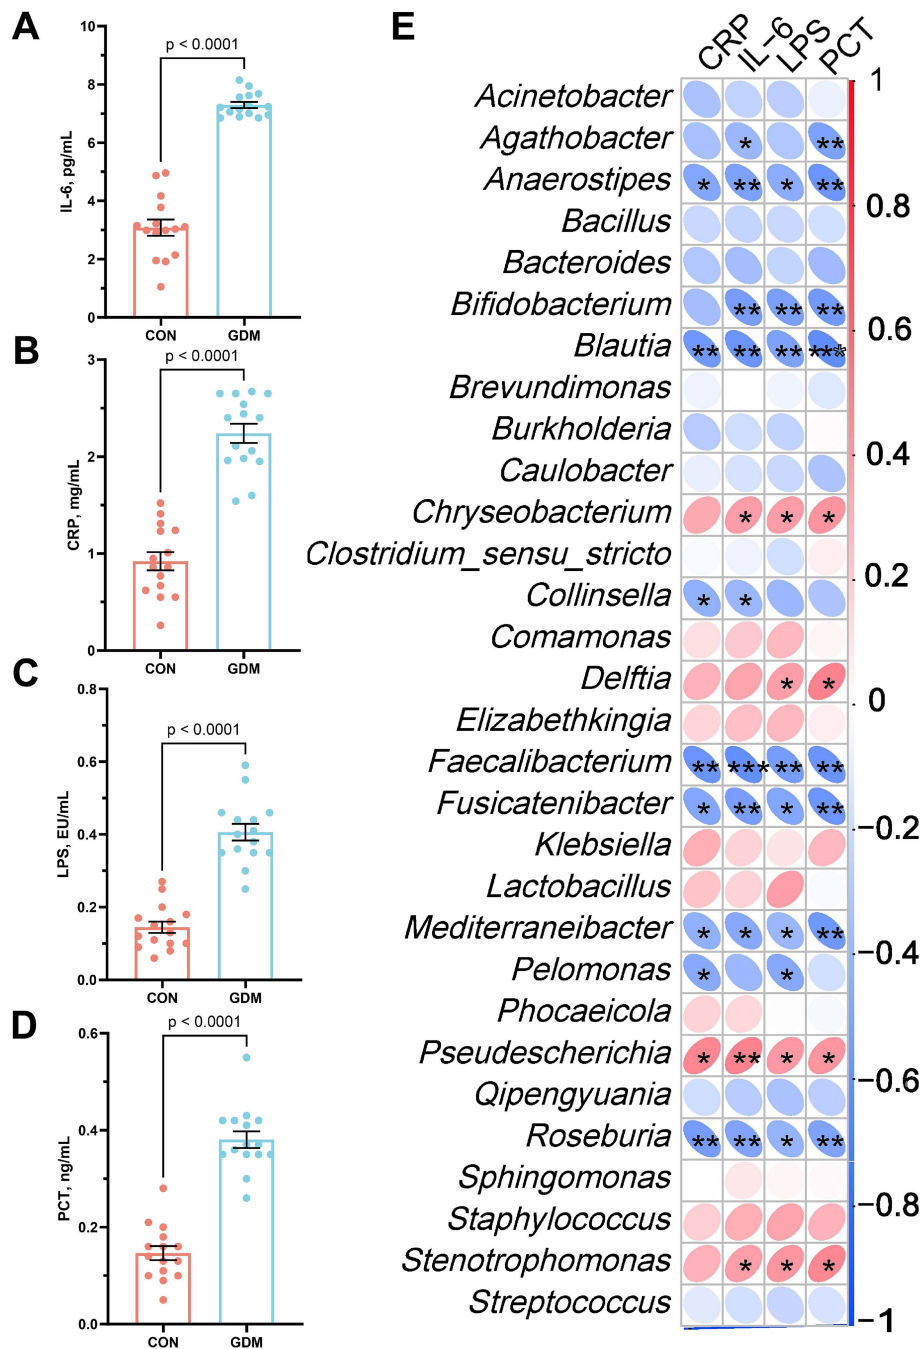 A
IL-6, pg/mL
p < 0.0001
10
8
6
4
2
0
CON GDM
B
CRP, mg/mL
p < 0.0001
3
2
1
0
CON GDM
C
LPS, EU/mL
p < 0.0001
0.8
0.6
0.4
0.2
0.0
CON GDM
D
PCT, ng/mL
p < 0.0001
0.6
0.4
0.2
0.0
CON GDM
E
CRP IL-6 LPS PCT
Acinetobacter
Agathobacter * **
Anaerostipes * ** * **
Bacillus
Bacteroides
Bifidobacterium ** ** **
Blautia ** ** ** ***
Brevundimonas
Burkholderia
Caulobacter
Chryseobacterium * * *
Clostridium_sensu_stricto
Collinsella * *
Comamonas
Delftia * *
Elizabethkingia
Faecalibacterium ** *** ** **
Fusicatenibacter * ** * **
Klebsiella
Lactobacillus
Mediterraneibacter * * * **
Pelomonas * *
Phocaeicola
Pseudescherichia * ** * *
Qipengyuania
Roseburia ** ** * **
Sphingomonas
Staphylococcus
Stenotrophomonas * * *
Streptococcus
1
0.8
0.6
0.4
0.2
0
−0.2
−0.4
−0.6
−0.8
−1